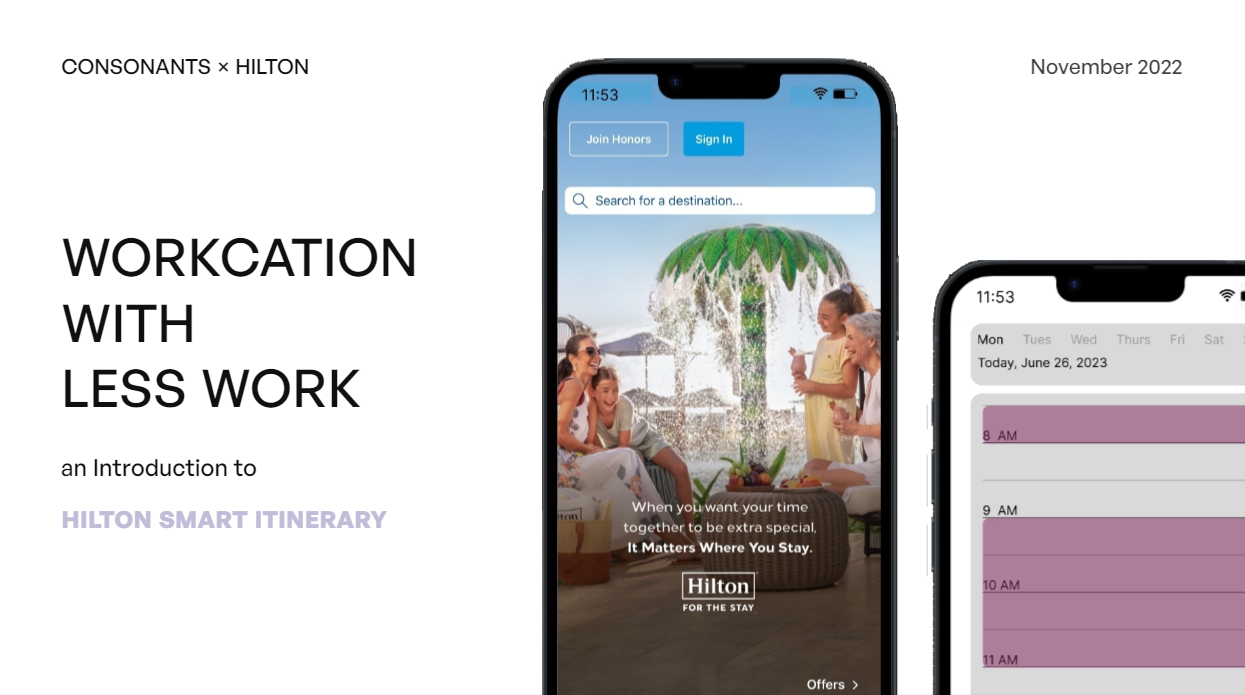 CONSONANTS × HILTON
November 2022
WORKCATION
WITH
LESS WORK
an Introduction to
HILTON SMART ITINERARY
11:53
Join Honors
Sign In
Search for a destination...
When you want your time
together to be extra special,
It Matters Where You Stay.
Hilton
FOR THE STAY
Offers >
11:53
Mon Tues Wed Thurs Fri Sat
Today, June 26, 2023
8 AM
9 AM
10 AM
11 AM